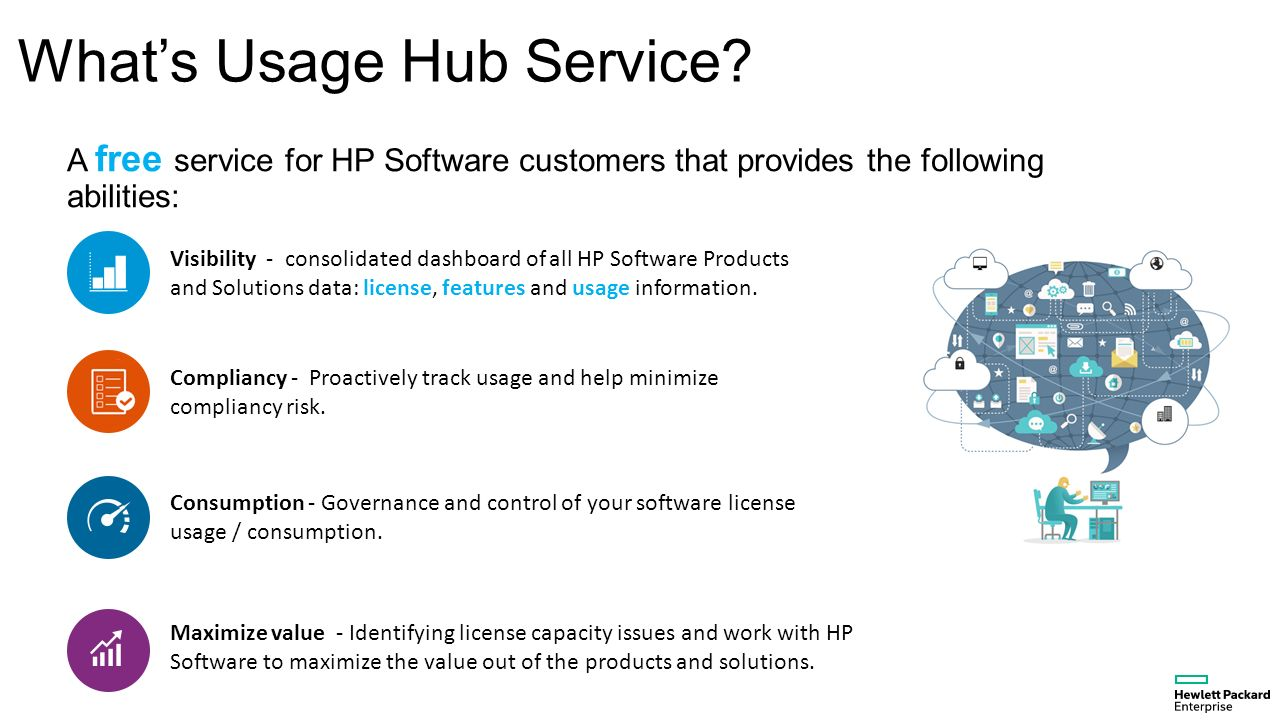 What’s Usage Hub Service?
A free service for HP Software customers that provides the following
abilities:
Visibility - consolidated dashboard of all HP Software Products
and Solutions data: license, features and usage information.
Compliancy - Proactively track usage and help minimize
compliancy risk.
Consumption - Governance and control of your software license
usage / consumption.
Maximize value - Identifying license capacity issues and work with HP
Software to maximize the value out of the products and solutions.
Hewlett Packard
Enterprise